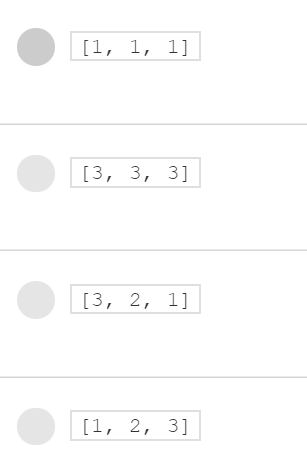 [1, 1, 1]
[3, 3, 3]
[3, 2, 1]
[1, 2, 3]